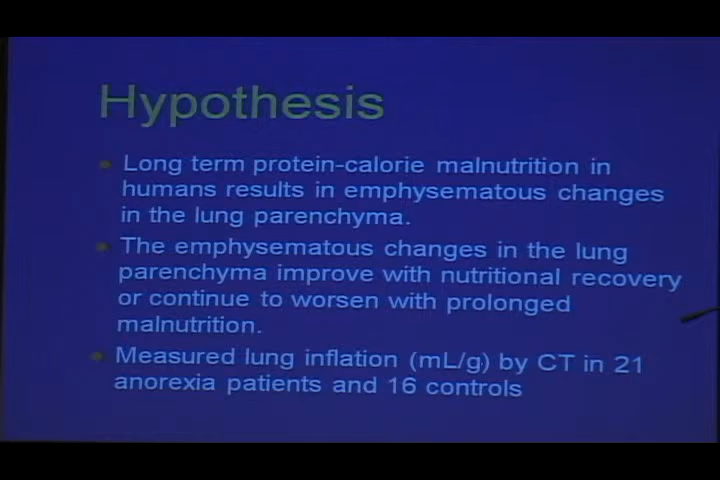 Hypothesis
Long term protein-calorie malnutrition in
humans results in emphysematous changes
in the lung parenchyma.
The emphysematous changes in the lung
parenchyma improve with nutritional recovery
or continue to worsen with prolonged
malnutrition.
Measured lung inflation (mL/g) by CT in 21
anorexia patients and 16 controls